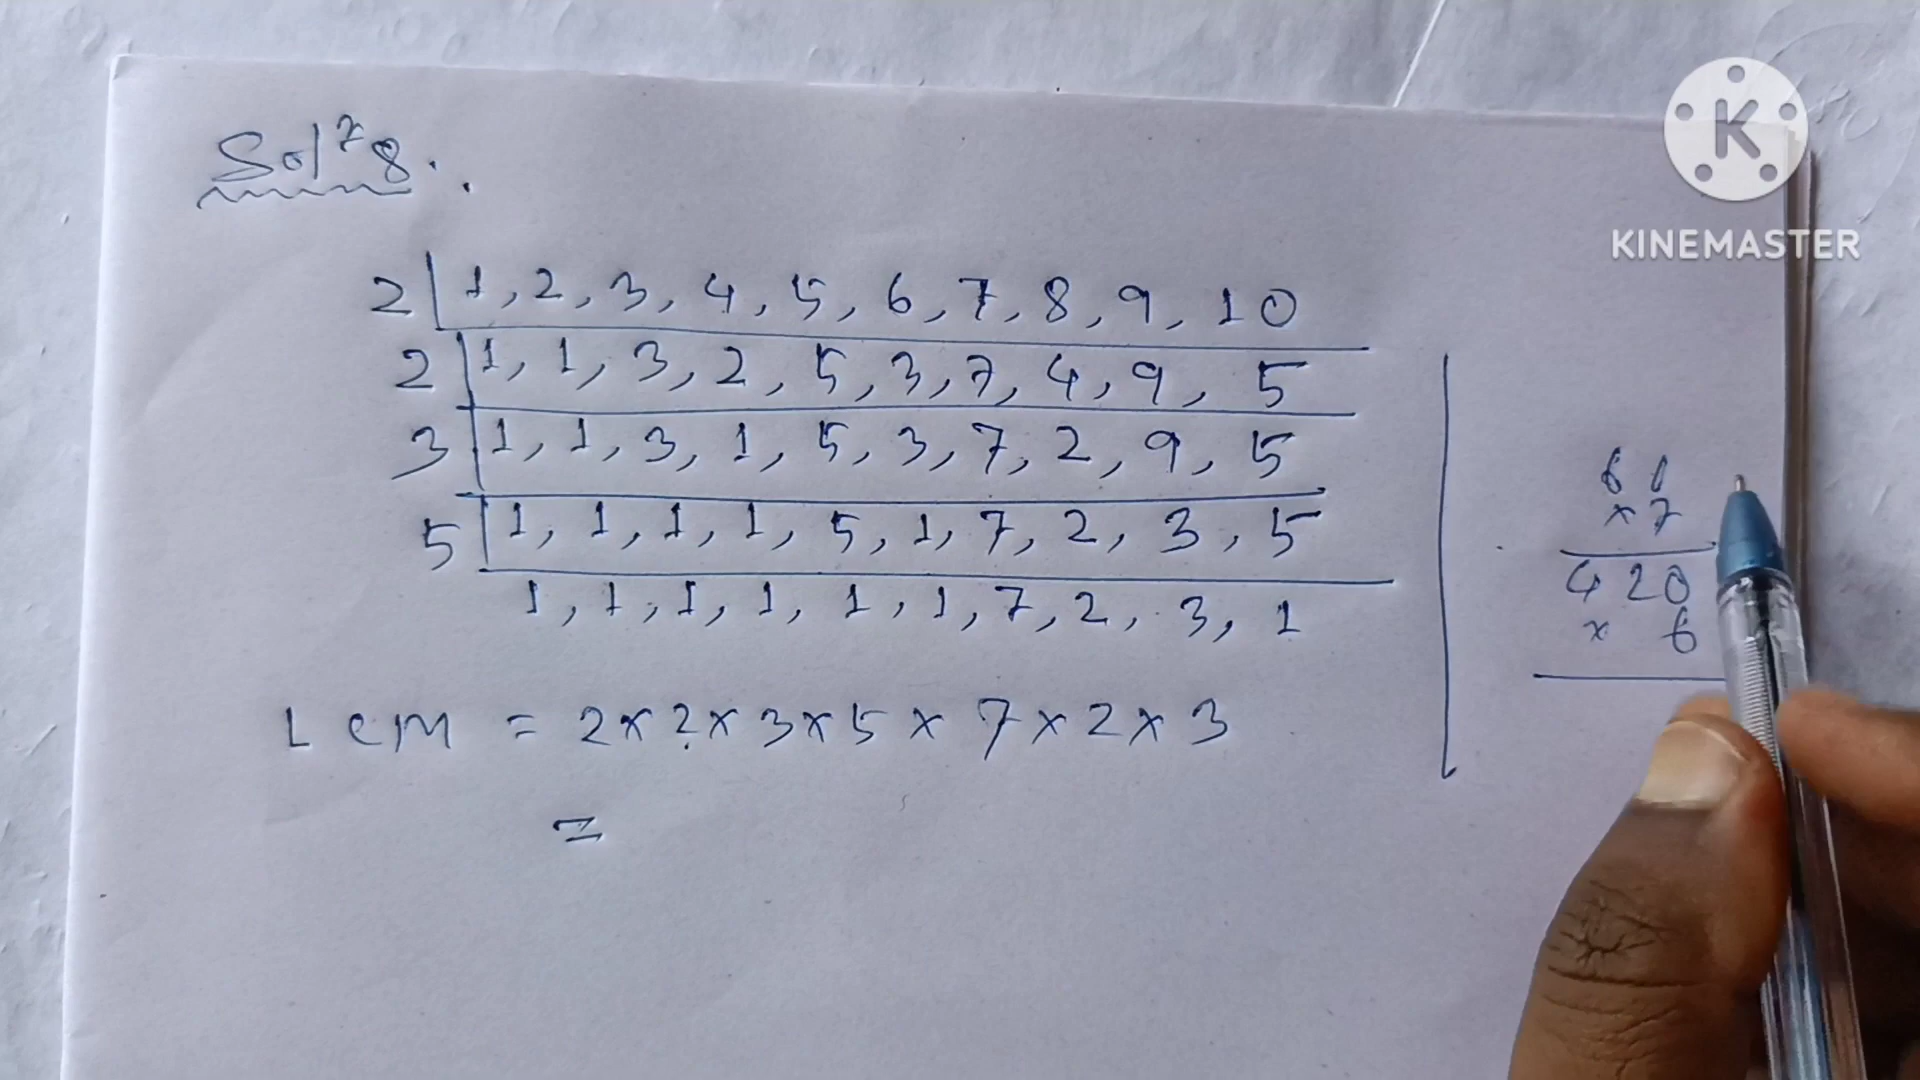 Solⁿ 8.
2 | 1, 2, 3, 4, 5, 6, 7, 8, 9, 10
2 | 1, 1, 3, 2, 5, 3, 7, 4, 9, 5
3 | 1, 1, 3, 1, 5, 3, 7, 2, 9, 5
5 | 1, 1, 1, 1, 5, 1, 7, 2, 3, 5
1, 1, 1, 1, 1, 1, 7, 2, 3, 1
LCM = 2 × 2 × 3 × 5 × 7 × 2 × 3
=
60
× 7
420
× 6
K
KINEMASTER